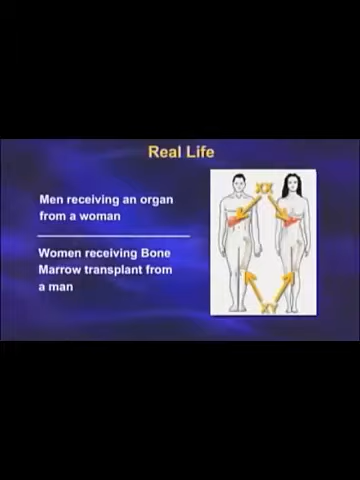 Real Life
Men receiving an organ
from a woman
Women receiving Bone
Marrow transplant from
a man
XX
XY